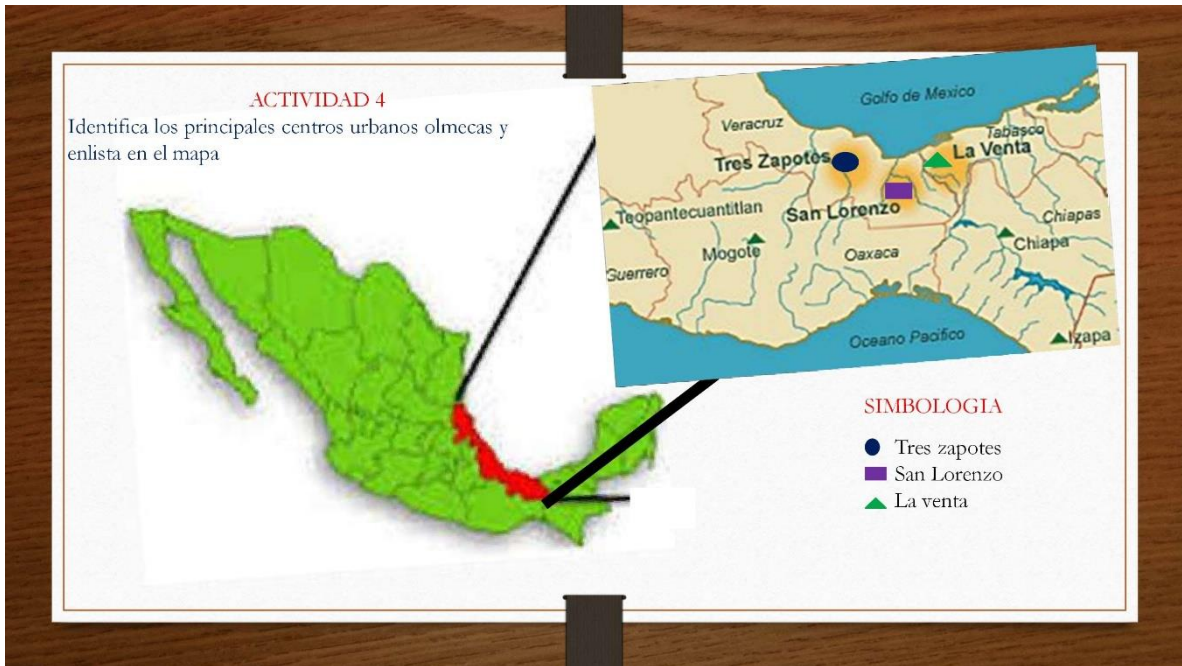 ACTIVIDAD 4
Identifica los principales centros urbanos olmecas y
enlista en el mapa
Golfo de Mexico
Veracruz
Tabasco
Tres Zapotes
La Venta
Teopantecuantitlan
San Lorenzo
Chiapas
Mogote
Oaxaca
Chiapa
Guerrero
Oceano Pacifico
Izapa
SIMBOLOGIA
Tres zapotes
San Lorenzo
La venta